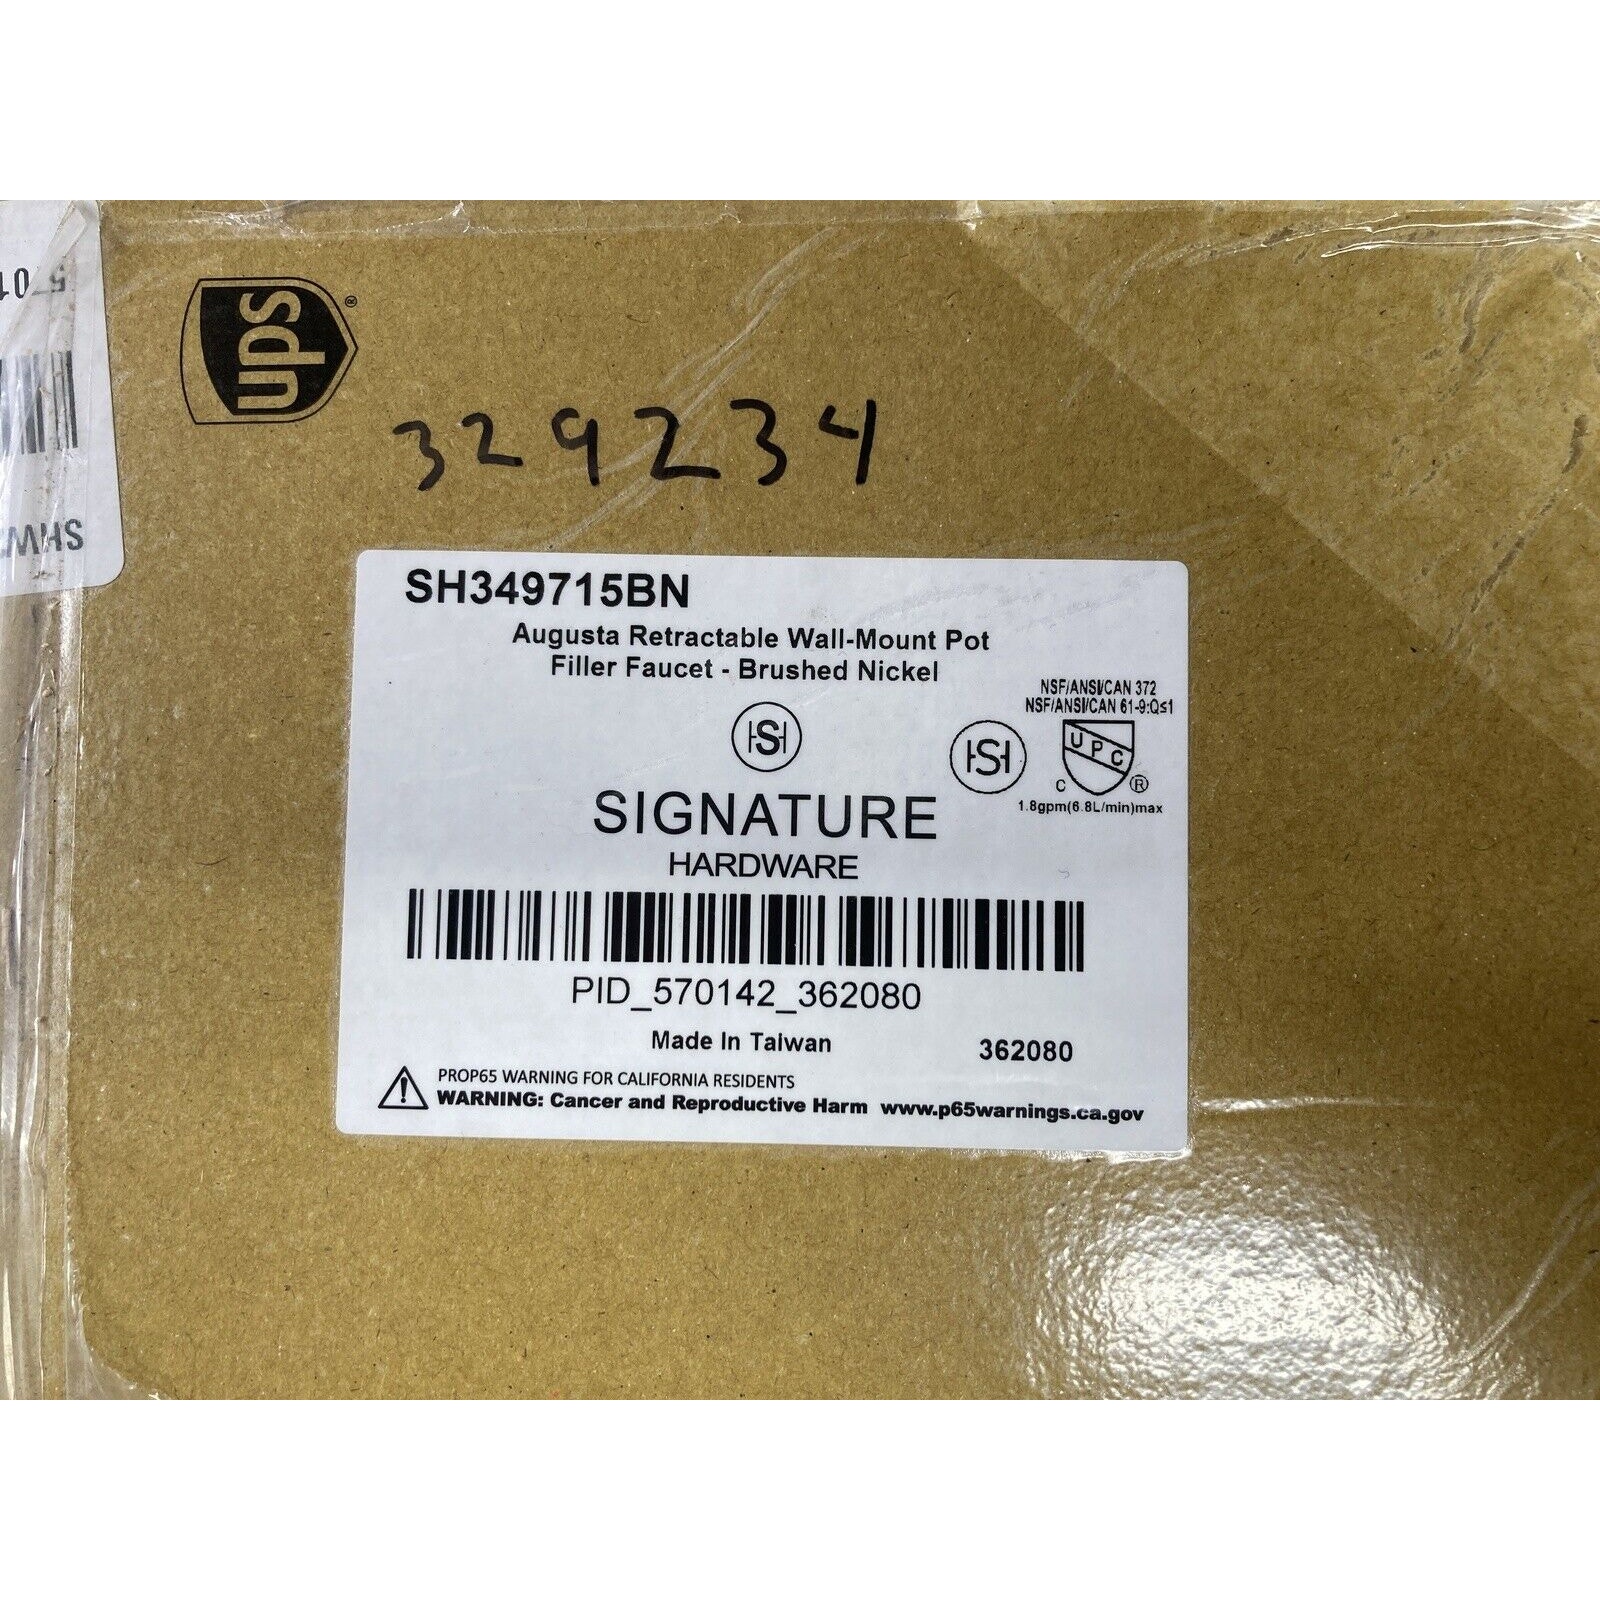 ups®
329234
SH349715BN
Augusta Retractable Wall-Mount Pot
Filler Faucet - Brushed Nickel
NSF/ANSI/CAN 372
NSF/ANSI/CAN 61-9:Q≤1
HS
HS
UPC
C ®
1.8gpm(6.8L/min)max
SIGNATURE
HARDWARE
PID_570142_362080
Made In Taiwan
362080
PROP65 WARNING FOR CALIFORNIA RESIDENTS
WARNING: Cancer and Reproductive Harm www.p65warnings.ca.gov